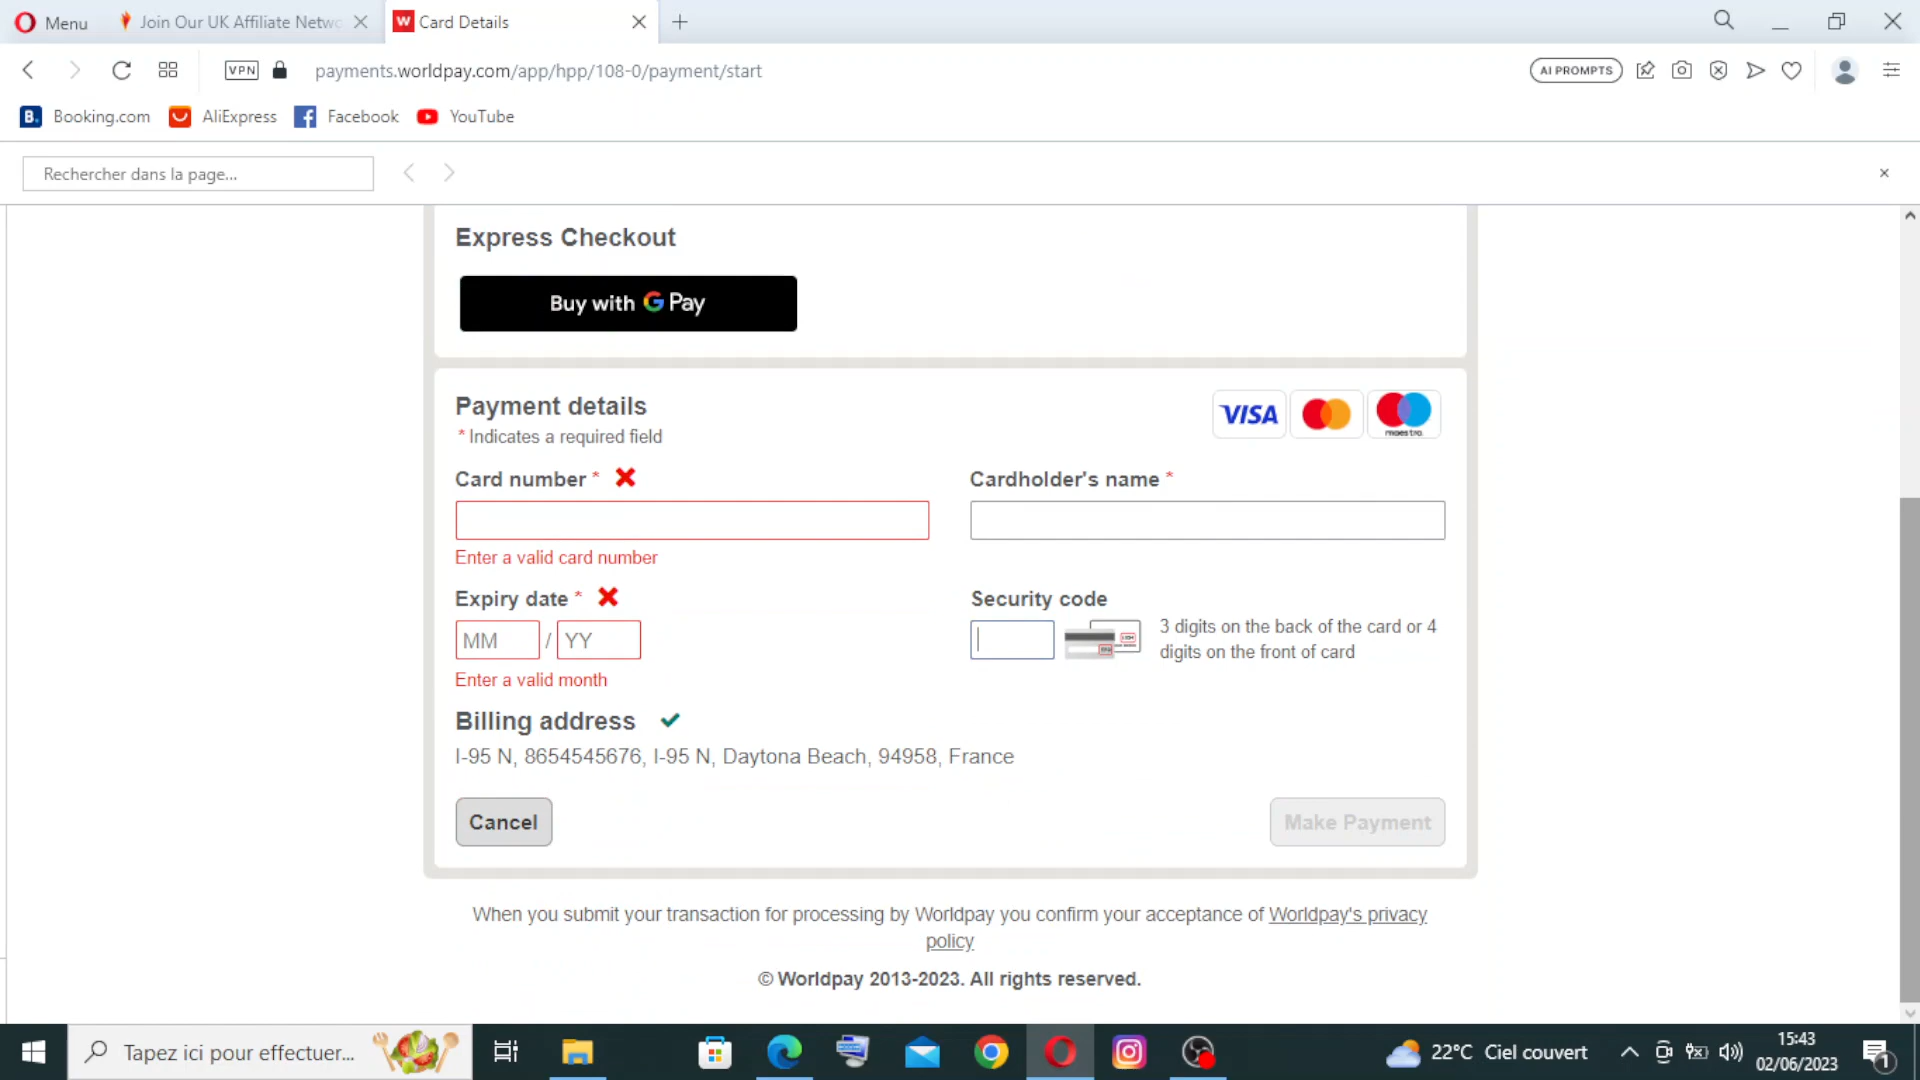 Menu
Join Our UK Affiliate Netwo
Card Details
VPN
payments.worldpay.com/app/hpp/108-0/payment/start
AI PROMPTS
Booking.com
AliExpress
Facebook
YouTube
Rechercher dans la page...
Express Checkout
Buy with G Pay
Payment details
* Indicates a required field
VISA
maestro
Card number *
Cardholder's name *
Enter a valid card number
Expiry date *
Security code
MM / YY
3 digits on the back of the card or 4
digits on the front of card
Enter a valid month
Billing address
I-95 N, 8654545676, I-95 N, Daytona Beach, 94958, France
Cancel
Make Payment
When you submit your transaction for processing by Worldpay you confirm your acceptance of Worldpay's privacy
policy
© Worldpay 2013-2023. All rights reserved.
Tapez ici pour effectuer...
22°C Ciel couvert
15:43
02/06/2023
1